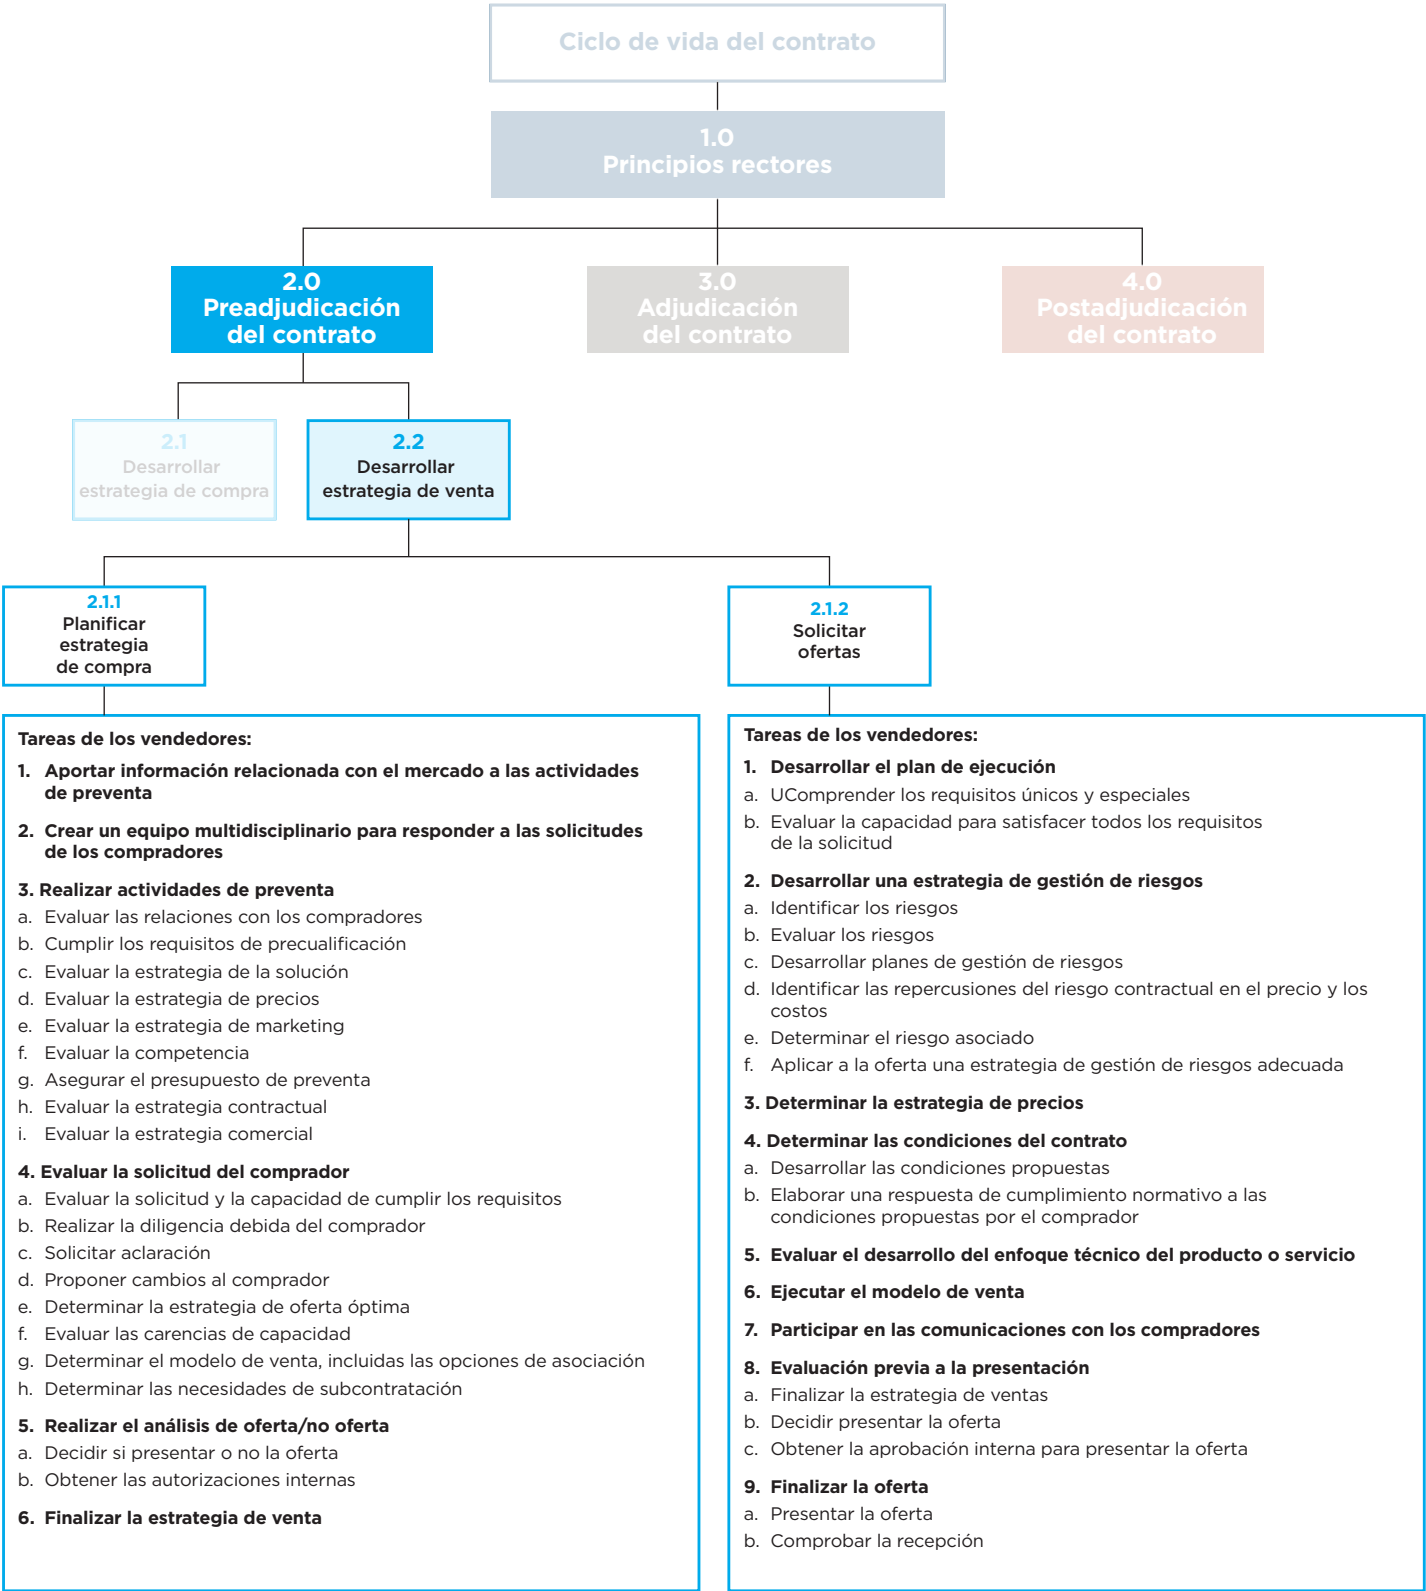 Ciclo de vida del contrato
1.0
Principios rectores
2.0
Preadjudicación
del contrato
3.0
Adjudicación
del contrato
4.0
Postadjudicación
del contrato
2.1
Desarrollar
estrategia de compra
2.2
Desarrollar
estrategia de venta
2.1.1
Planificar
estrategia
de compra
2.1.2
Solicitar
ofertas
Tareas de los vendedores:
1. Aportar información relacionada con el mercado a las actividades
de preventa
2. Crear un equipo multidisciplinario para responder a las solicitudes
de los compradores
3. Realizar actividades de preventa
a. Evaluar las relaciones con los compradores
b. Cumplir los requisitos de precualificación
c. Evaluar la estrategia de la solución
d. Evaluar la estrategia de precios
e. Evaluar la estrategia de marketing
f. Evaluar la competencia
g. Asegurar el presupuesto de preventa
h. Evaluar la estrategia contractual
i. Evaluar la estrategia comercial
4. Evaluar la solicitud del comprador
a. Evaluar la solicitud y la capacidad de cumplir los requisitos
b. Realizar la diligencia debida del comprador
c. Solicitar aclaración
d. Proponer cambios al comprador
e. Determinar la estrategia de oferta óptima
f. Evaluar las carencias de capacidad
g. Determinar el modelo de venta, incluidas las opciones de asociación
h. Determinar las necesidades de subcontratación
5. Realizar el análisis de oferta/no oferta
a. Decidir si presentar o no la oferta
b. Obtener las autorizaciones internas
6. Finalizar la estrategia de venta
Tareas de los vendedores:
1. Desarrollar el plan de ejecución
a. UComprender los requisitos únicos y especiales
b. Evaluar la capacidad para satisfacer todos los requisitos
de la solicitud
2. Desarrollar una estrategia de gestión de riesgos
a. Identificar los riesgos
b. Evaluar los riesgos
c. Desarrollar planes de gestión de riesgos
d. Identificar las repercusiones del riesgo contractual en el precio y los
costos
e. Determinar el riesgo asociado
f. Aplicar a la oferta una estrategia de gestión de riesgos adecuada
3. Determinar la estrategia de precios
4. Determinar las condiciones del contrato
a. Desarrollar las condiciones propuestas
b. Elaborar una respuesta de cumplimiento normativo a las
condiciones propuestas por el comprador
5. Evaluar el desarrollo del enfoque técnico del producto o servicio
6. Ejecutar el modelo de venta
7. Participar en las comunicaciones con los compradores
8. Evaluación previa a la presentación
a. Finalizar la estrategia de ventas
b. Decidir presentar la oferta
c. Obtener la aprobación interna para presentar la oferta
9. Finalizar la oferta
a. Presentar la oferta
b. Comprobar la recepción